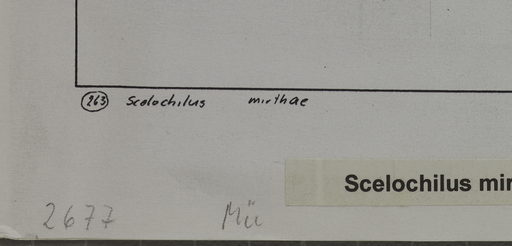 263 Scelochilus mirthae
Scelochilus mir
2677 Mü